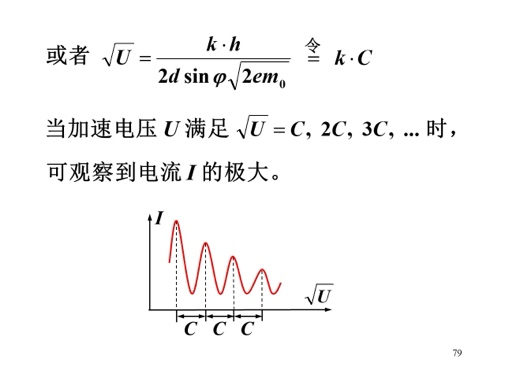 或者 √U = k·h / 2d sin φ √2em₀ 令= k·C
当加速电压 U 满足 √U = C, 2C, 3C, ... 时，
可观察到电流 I 的极大。
I
√U
C C C
79